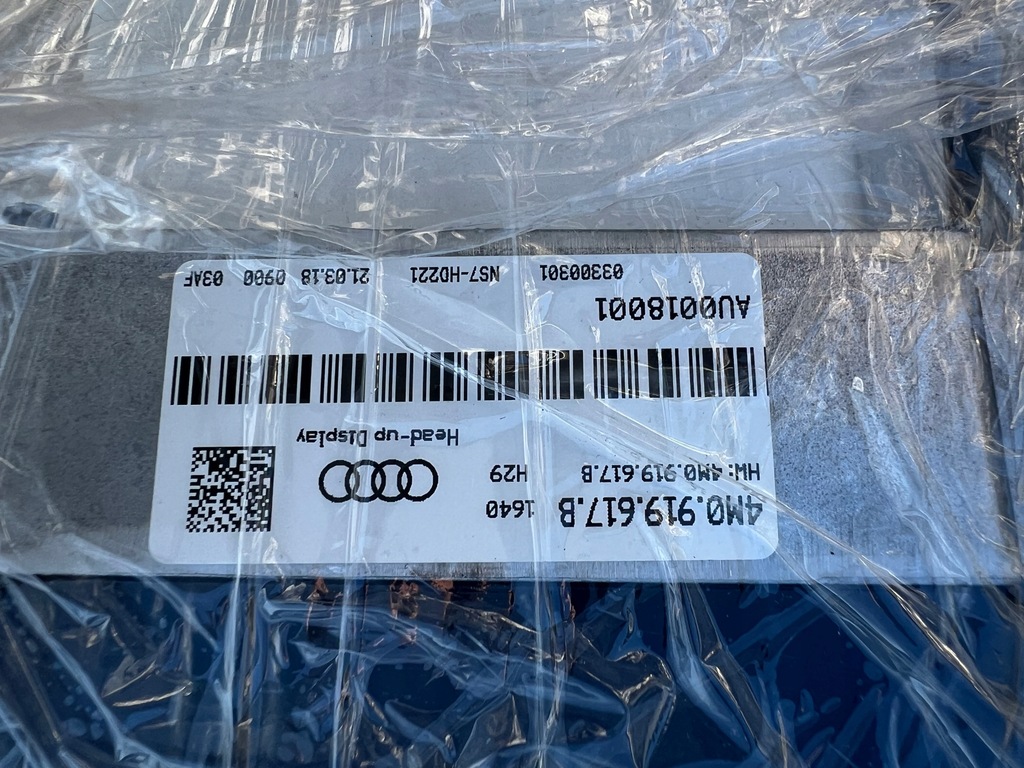 4M0.919.617.B 1640
HW: 4M0.919.617.B H29
Head-up Display
AU0018001
03300301 NS7-HD221 21.03.18 0900 03AF